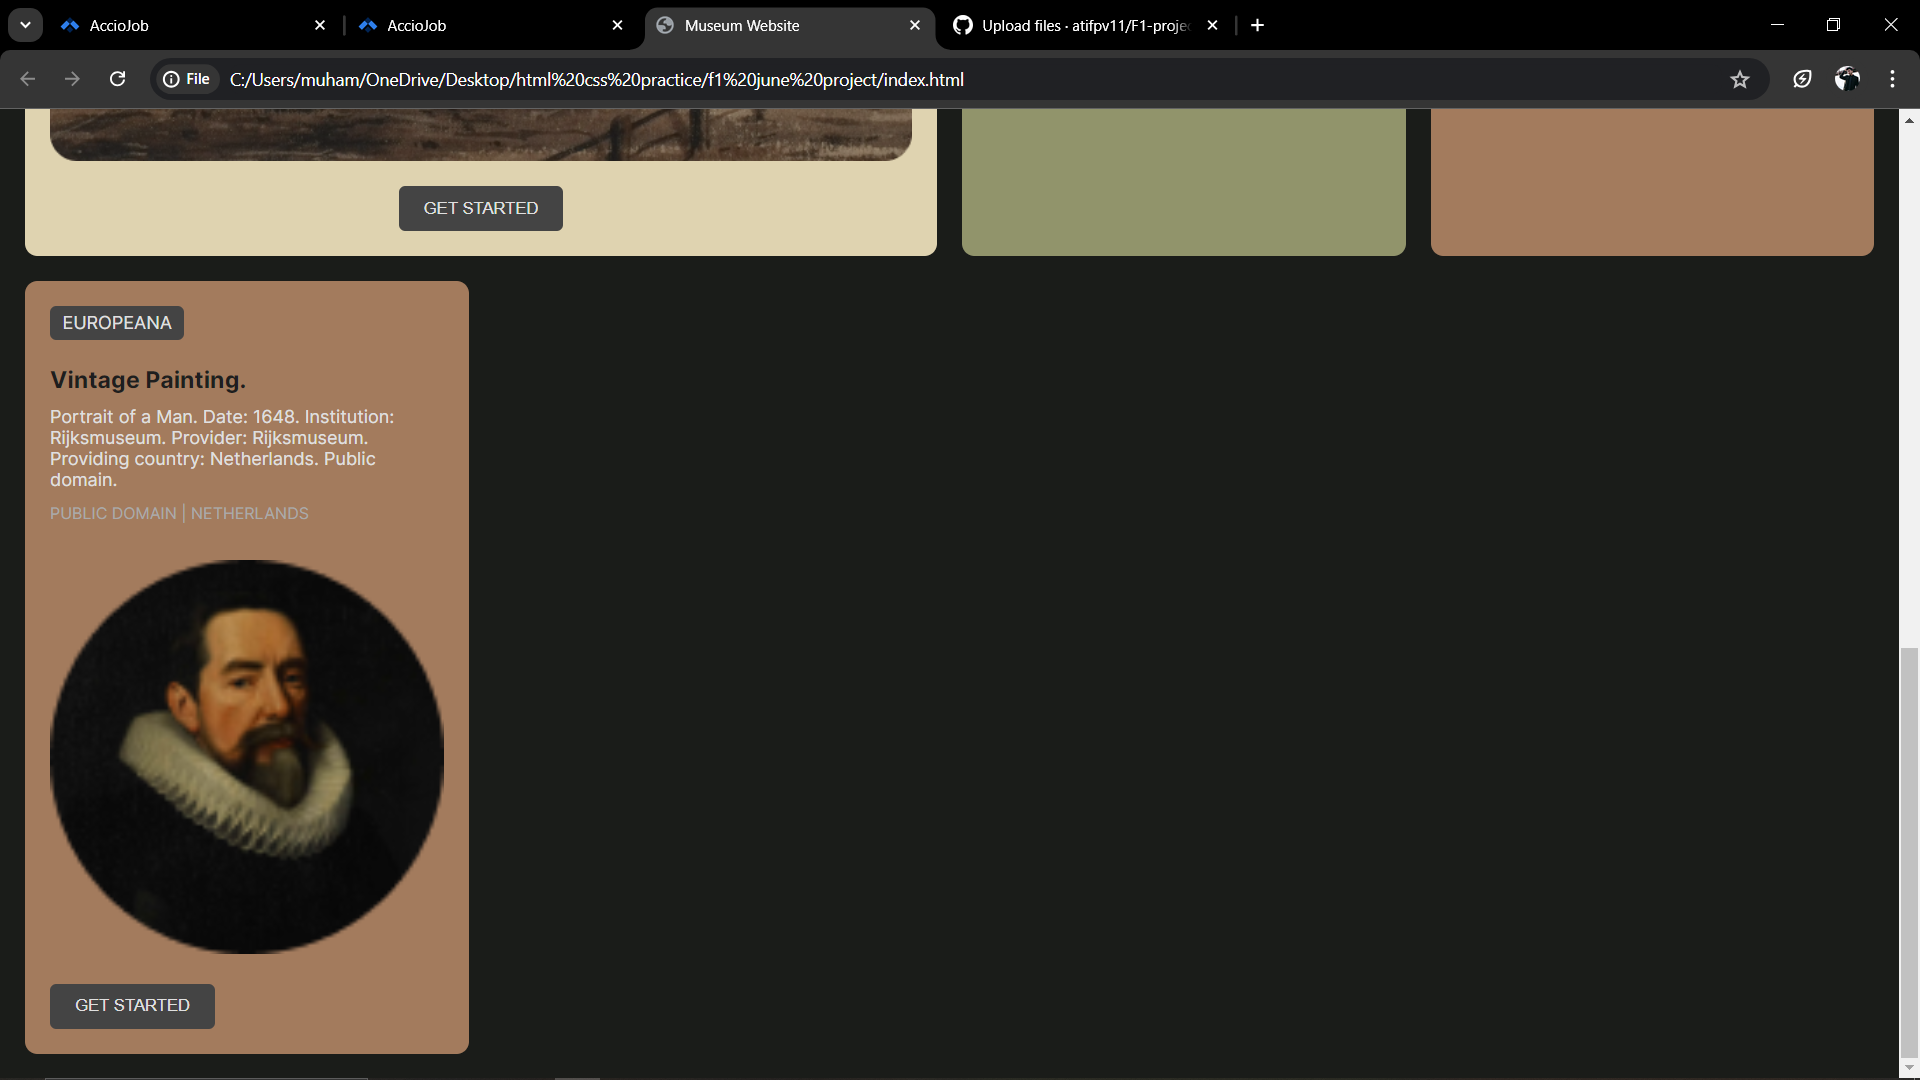 AccioJob
AccioJob
Museum Website
Upload files · atifpv11/F1-proje
File
C:/Users/muham/OneDrive/Desktop/html%20css%20practice/f1%20june%20project/index.html
GET STARTED
EUROPEANA
Vintage Painting.
Portrait of a Man. Date: 1648. Institution:
Rijksmuseum. Provider: Rijksmuseum.
Providing country: Netherlands. Public
domain.
PUBLIC DOMAIN | NETHERLANDS
GET STARTED